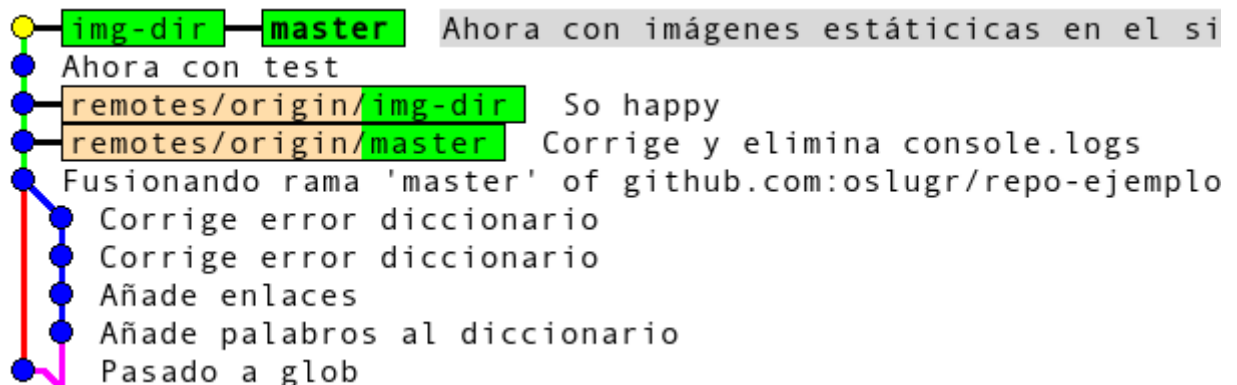 img-dir master Ahora con imágenes estáticicas en el si
Ahora con test
remotes/origin/img-dir So happy
remotes/origin/master Corrige y elimina console.logs
Fusionando rama 'master' of github.com:oslugr/repo-ejemplo
Corrige error diccionario
Corrige error diccionario
Añade enlaces
Añade palabros al diccionario
Pasado a glob